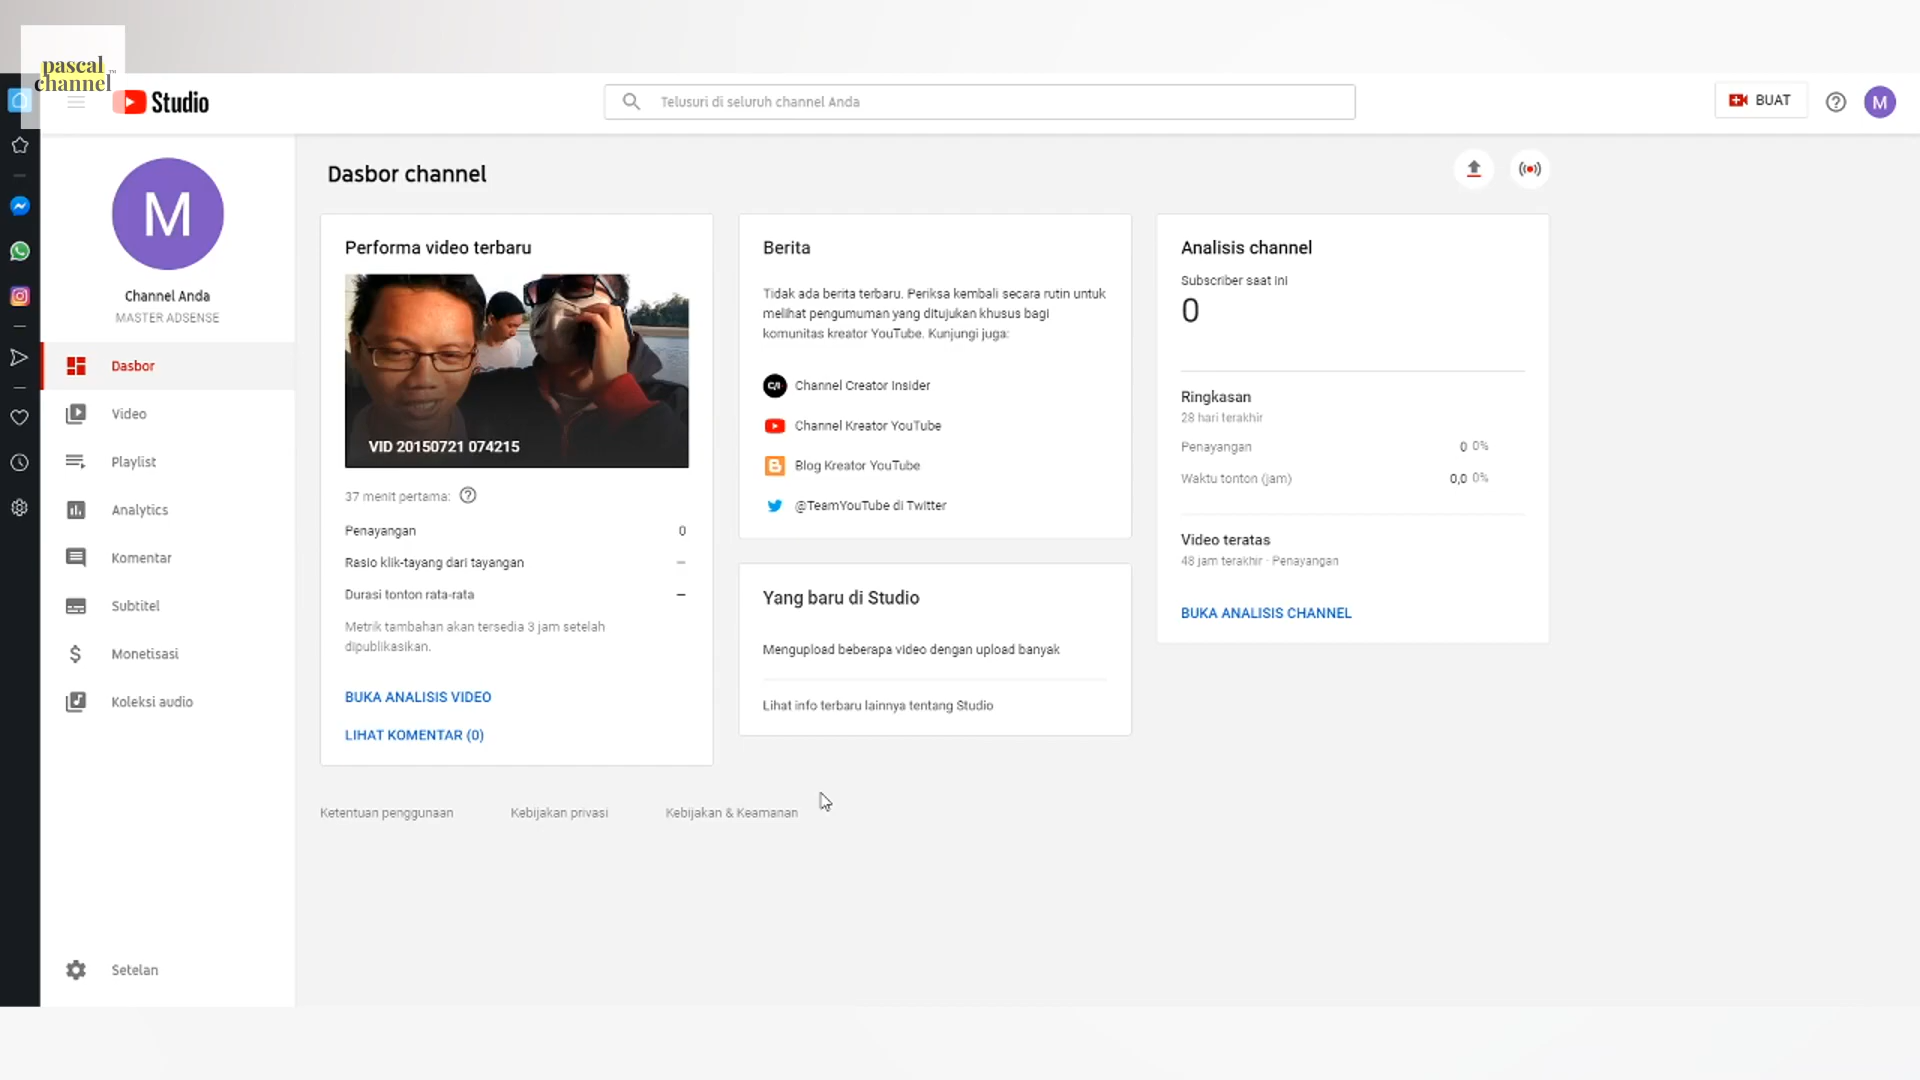 pascal
channel
TM
Studio
Telusuri di seluruh channel Anda
BUAT
M
M
Channel Anda
MASTER ADSENSE
Dasbor
Video
Playlist
Analytics
Komentar
Subtitel
Monetisasi
Koleksi audio
Setelan
Dasbor channel
Performa video terbaru
VID 20150721 074215
37 menit pertama:
Penayangan 0
Rasio klik-tayang dari tayangan –
Durasi tonton rata-rata –
Metrik tambahan akan tersedia 3 jam setelah
dipublikasikan.
BUKA ANALISIS VIDEO
LIHAT KOMENTAR (0)
Berita
Tidak ada berita terbaru. Periksa kembali secara rutin untuk
melihat pengumuman yang ditujukan khusus bagi
komunitas kreator YouTube. Kunjungi juga:
C/I Channel Creator Insider
Channel Kreator YouTube
Blog Kreator YouTube
@TeamYouTube di Twitter
Yang baru di Studio
Mengupload beberapa video dengan upload banyak
Lihat info terbaru lainnya tentang Studio
Analisis channel
Subscriber saat ini
0
Ringkasan
28 hari terakhir
Penayangan 0 0%
Waktu tonton (jam) 0,0 0%
Video teratas
48 jam terakhir · Penayangan
BUKA ANALISIS CHANNEL
Ketentuan penggunaan Kebijakan privasi Kebijakan & Keamanan